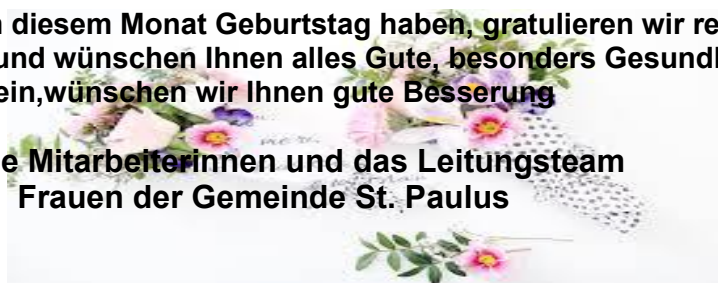 diesem Monat Geburtstag haben, gratulieren wir
und wünschen Ihnen alles Gute, besonders
ein,wünschen wir Ihnen gute Besserung
Mitarbeiterinnen und das Leitungsteam
Frauen der Gemeinde St. Paulus